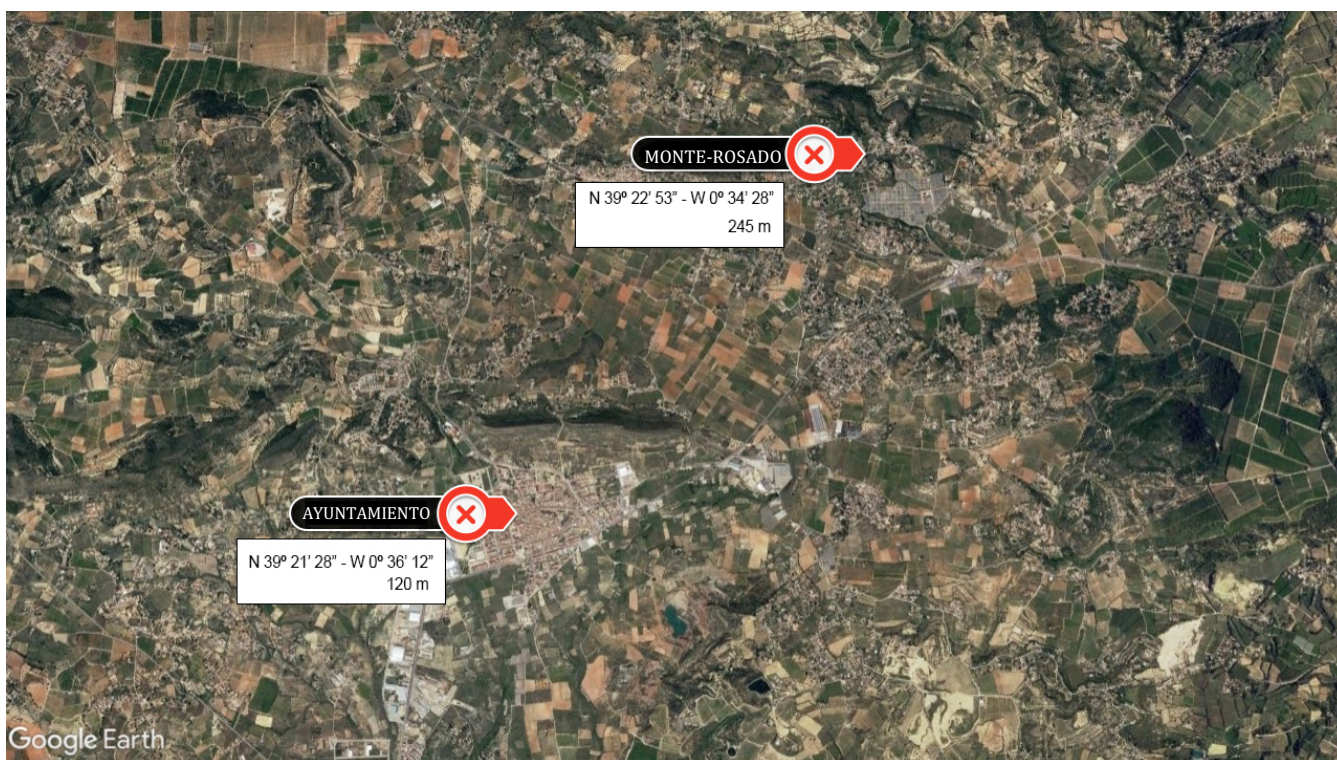 MONTE-ROSADO
N 39º 22’ 53” - W 0º 34’ 28”
245 m
AYUNTAMIENTO
N 39º 21’ 28” - W 0º 36’ 12”
120 m
Google Earth